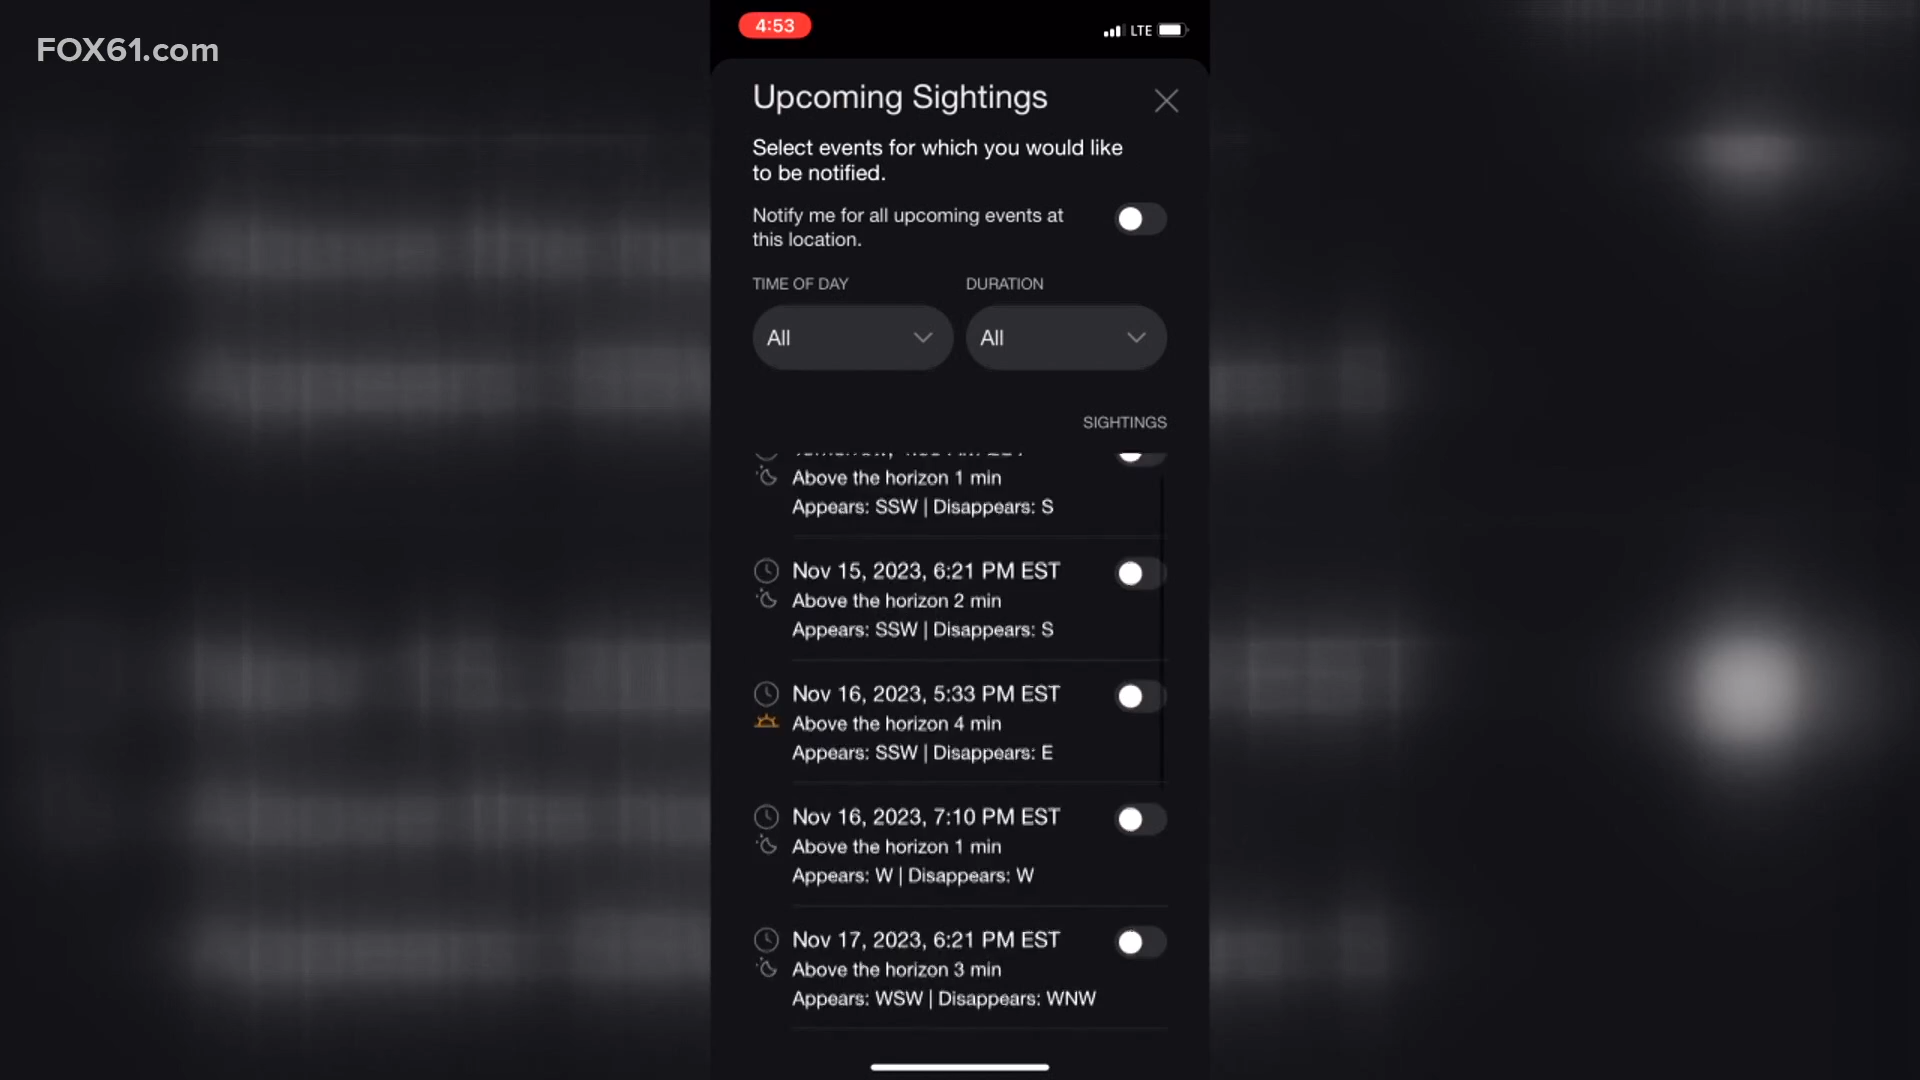 FOX61.com
4:53
LTE
Upcoming Sightings
Select events for which you would like
to be notified.
Notify me for all upcoming events at
this location.
TIME OF DAY
DURATION
All
All
SIGHTINGS
Above the horizon 1 min
Appears: SSW | Disappears: S
Nov 15, 2023, 6:21 PM EST
Above the horizon 2 min
Appears: SSW | Disappears: S
Nov 16, 2023, 5:33 PM EST
Above the horizon 4 min
Appears: SSW | Disappears: E
Nov 16, 2023, 7:10 PM EST
Above the horizon 1 min
Appears: W | Disappears: W
Nov 17, 2023, 6:21 PM EST
Above the horizon 3 min
Appears: WSW | Disappears: WNW